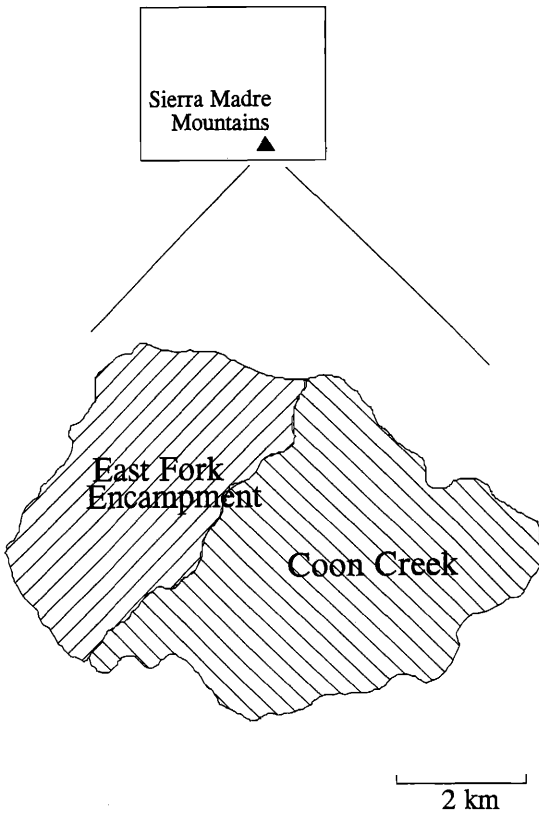 Sierra Madre
Mountains
East Fork
Encampment
Coon Creek
2 km